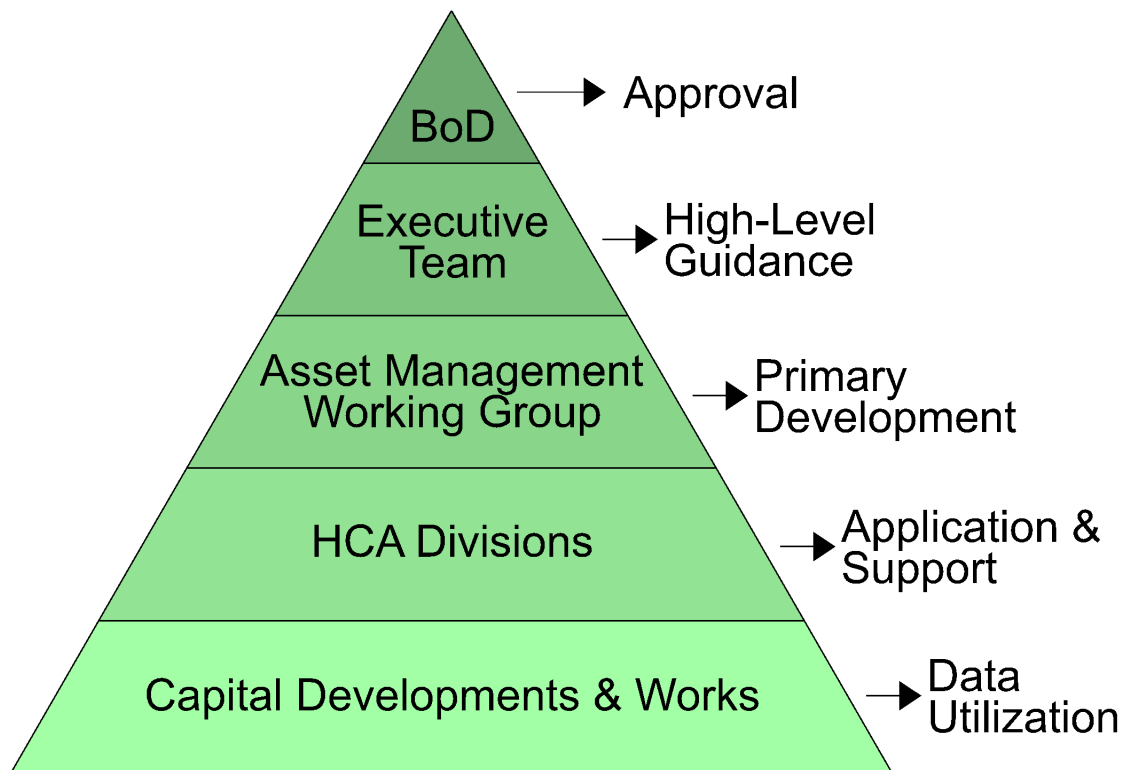 BoD
Approval
Executive
Team
High-Level
Guidance
Asset Management
Working Group
Primary
Development
HCA Divisions
Application &
Support
Capital Developments & Works
Data
Utilization